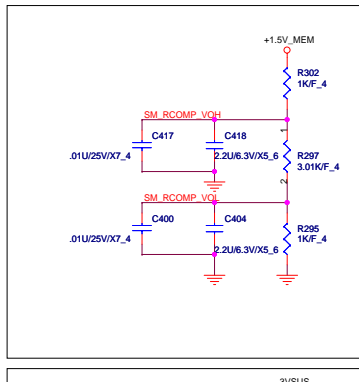 +1.5V_MEM
R302
1K/F_4
SM_RCOMP_VOH
C417
C418
1
R297
3.01K/F_4
.01U/25V/X7_4
2.2U/6.3V/X5_6
2
SM_RCOMP_VOL
C400
C404
R295
1K/F_4
.01U/25V/X7_4
2.2U/6.3V/X5_6
3VSUS